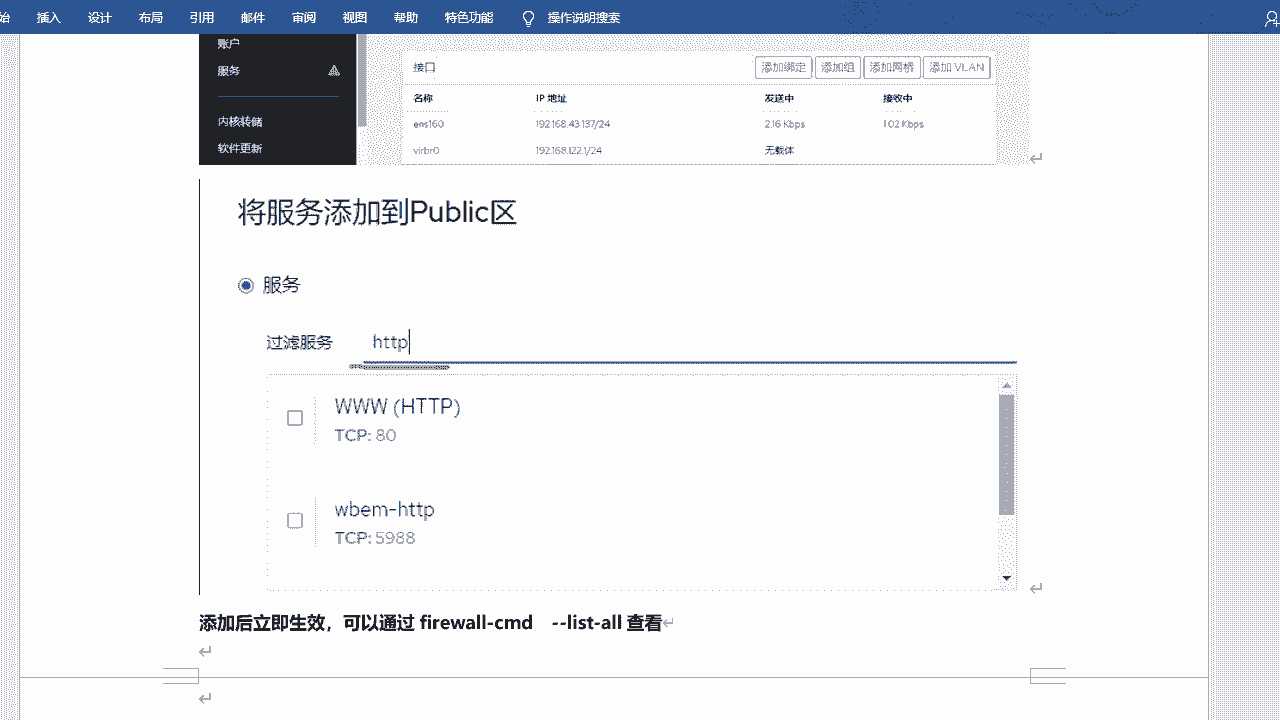 始 插入 设计 布局 引用 邮件 审阅 视图 帮助 特色功能 操作说明搜索
账户
服务
内核转储
软件更新
接口 添加绑定 添加组 添加网桥 添加 VLAN
名称 IP 地址 发送中 接收中
ens160 192.168.43.137/24 2.16 Kbps 1.02 Kbps
virbr0 192.168.122.1/24 无载体
将服务添加到Public区
服务
过滤服务 http
WWW (HTTP)
TCP: 80
wbem-http
TCP: 5988
添加后立即生效，可以通过 firewall-cmd --list-all 查看